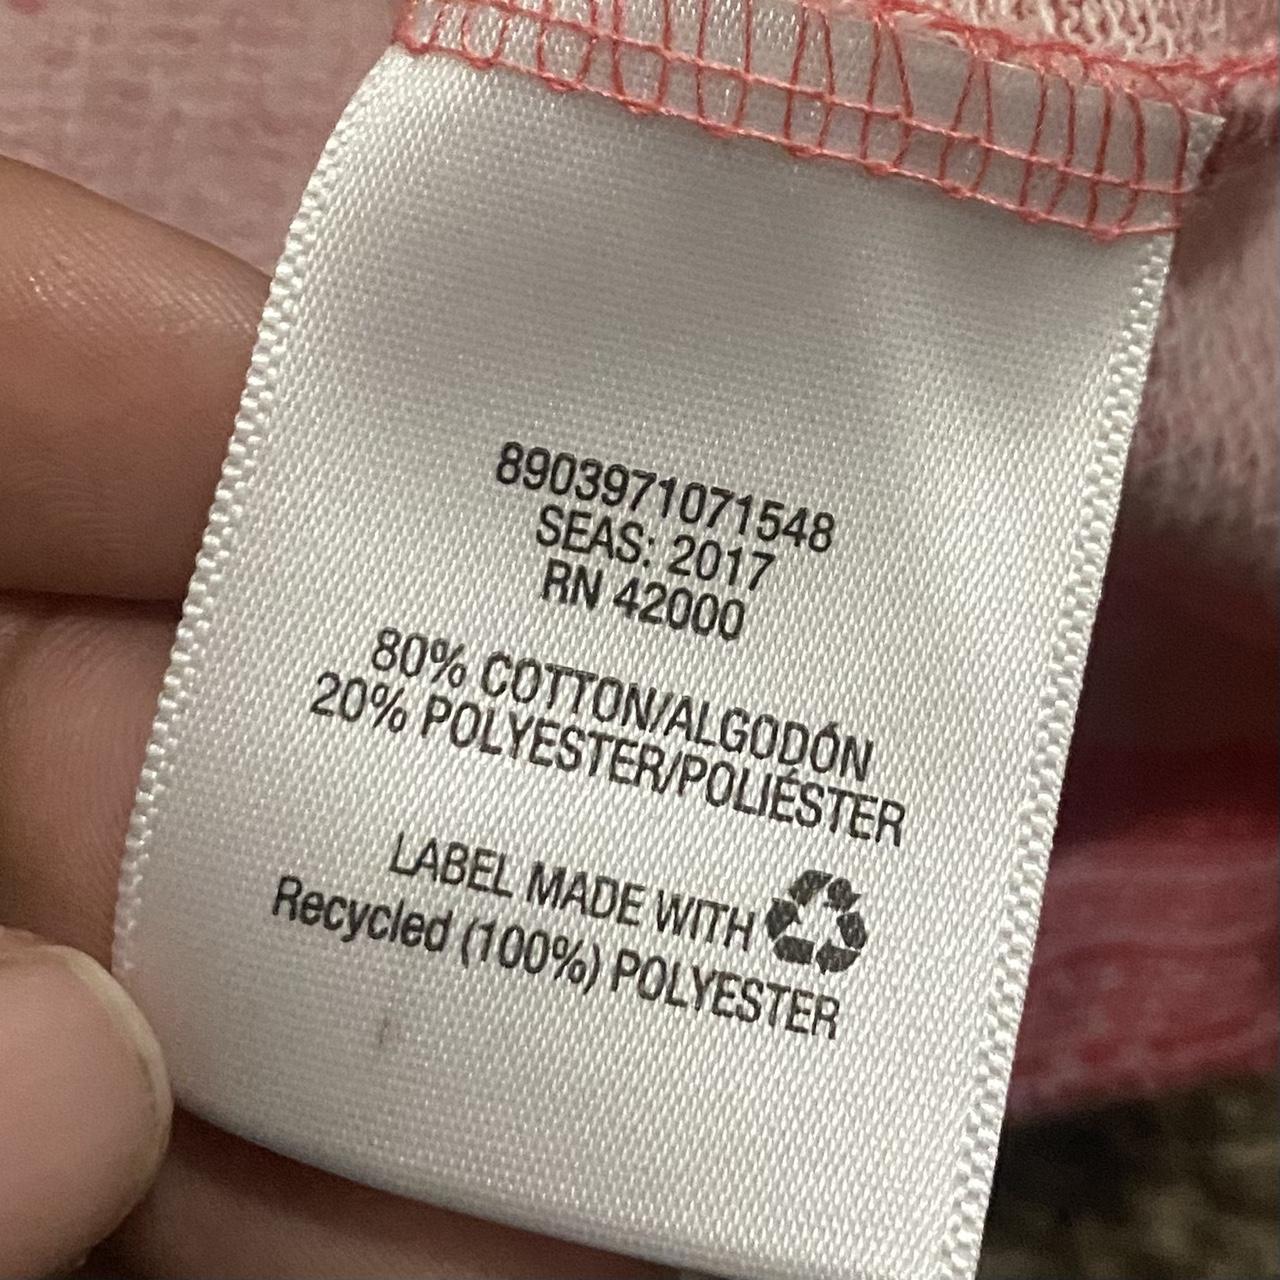 8903971071548
SEAS: 2017
RN 42000
80% COTTON/ALGODÓN
20% POLYESTER/POLIÉSTER
LABEL MADE WITH
Recycled (100%) POLYESTER